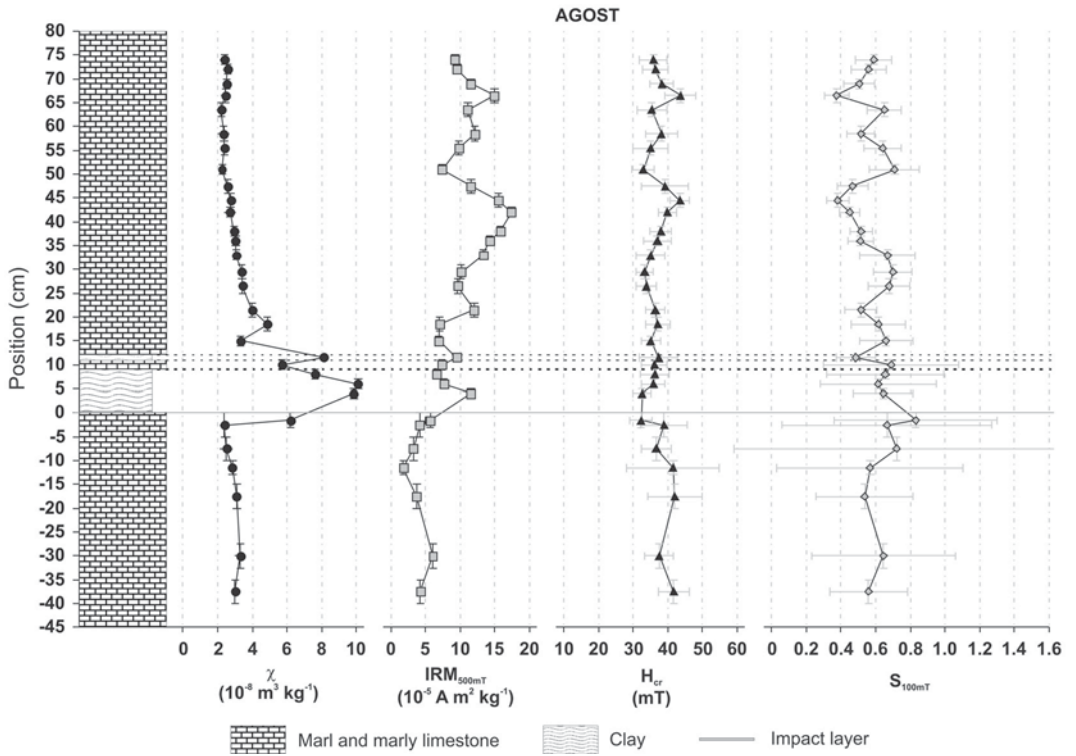 AGOST
Position (cm)
80
75
70
65
60
55
50
45
40
35
30
25
20
15
10
5
0
-5
-10
-15
-20
-25
-30
-35
-40
-45
0 2 4 6 8 10
0 5 10 15 20
10 20 30 40 50 60
0 0.2 0.4 0.6 0.8 1.0 1.2 1.4 1.6
χ
(10⁻⁸ m³ kg⁻¹)
IRM₅₀₀mT
(10⁻⁵ A m² kg⁻¹)
Hcr
(mT)
S₁₀₀mT
Marl and marly limestone
Clay
Impact layer